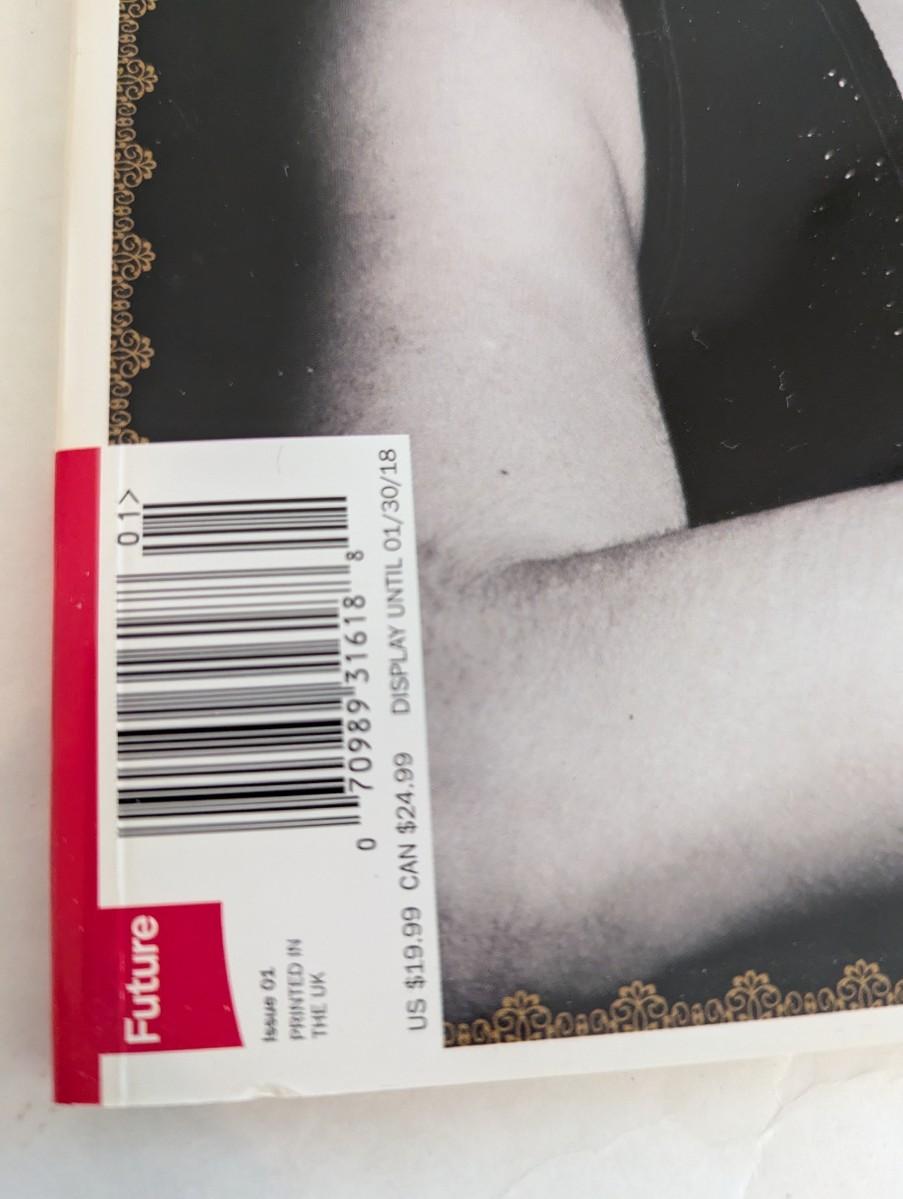 01>
0 70989 31618 8
US $19.99 CAN $24.99 DISPLAY UNTIL 01/30/18
Future
Issue 01
PRINTED IN
THE UK